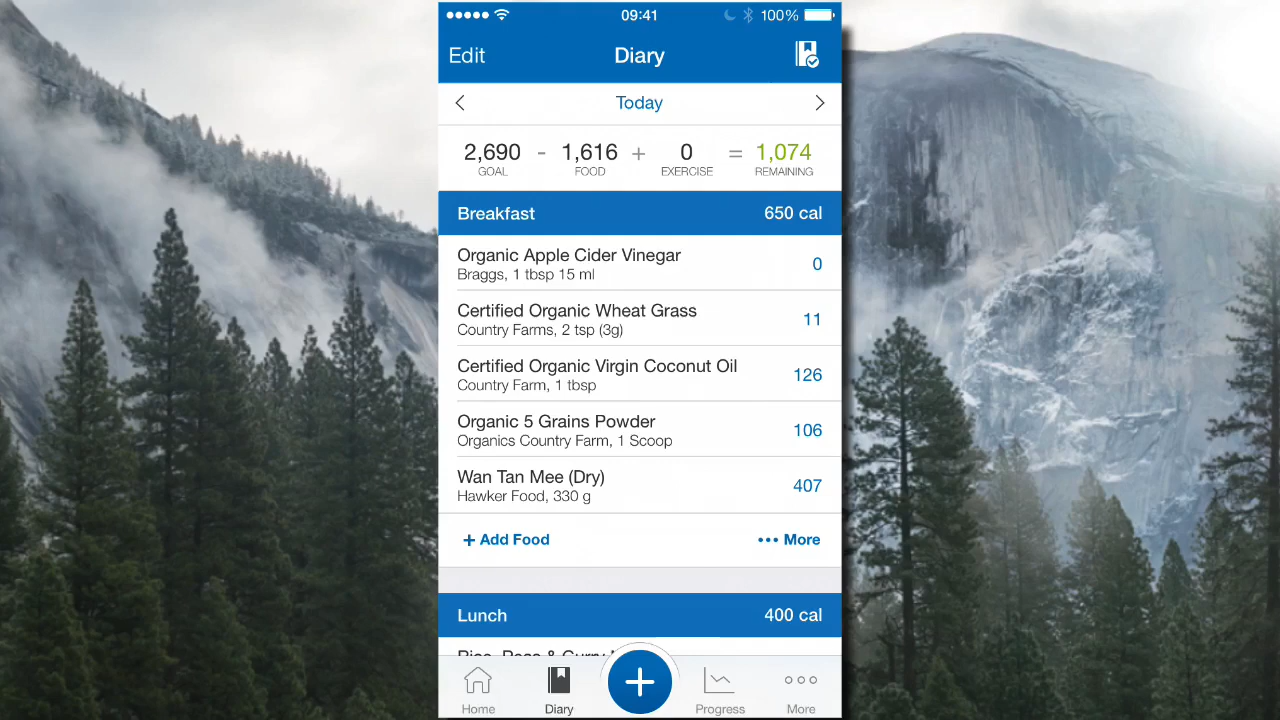 09:41
100%
Edit
Diary
Today
2,690 - 1,616 + 0 = 1,074
GOAL FOOD EXERCISE REMAINING
Breakfast 650 cal
Organic Apple Cider Vinegar
Braggs, 1 tbsp 15 ml
0
Certified Organic Wheat Grass
Country Farms, 2 tsp (3g)
11
Certified Organic Virgin Coconut Oil
Country Farm, 1 tbsp
126
Organic 5 Grains Powder
Organics Country Farm, 1 Scoop
106
Wan Tan Mee (Dry)
Hawker Food, 330 g
407
+ Add Food
••• More
Lunch 400 cal
Rice, Peas & Curry
Home
Diary
Progress
More